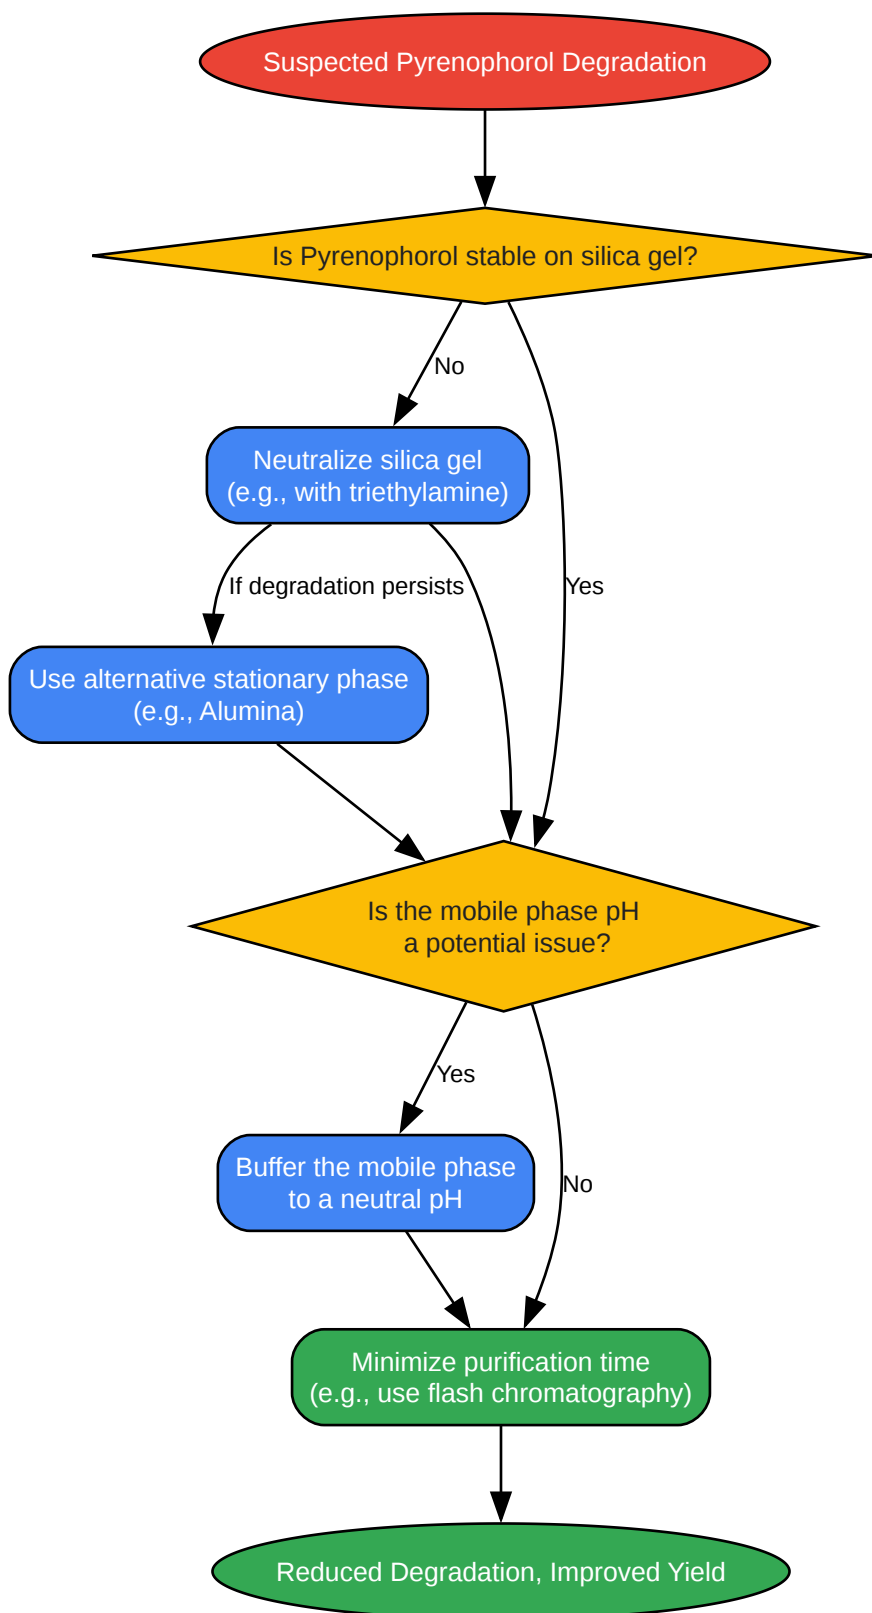 Suspected Pyrenophorol Degradation
Is Pyrenophorol stable on silica gel?
No
Neutralize silica gel
(e.g., with triethylamine)
If degradation persists
Yes
Use alternative stationary phase
(e.g., Alumina)
Is the mobile phase pH
a potential issue?
Yes
Buffer the mobile phase
to a neutral pH
No
Minimize purification time
(e.g., use flash chromatography)
Reduced Degradation, Improved Yield